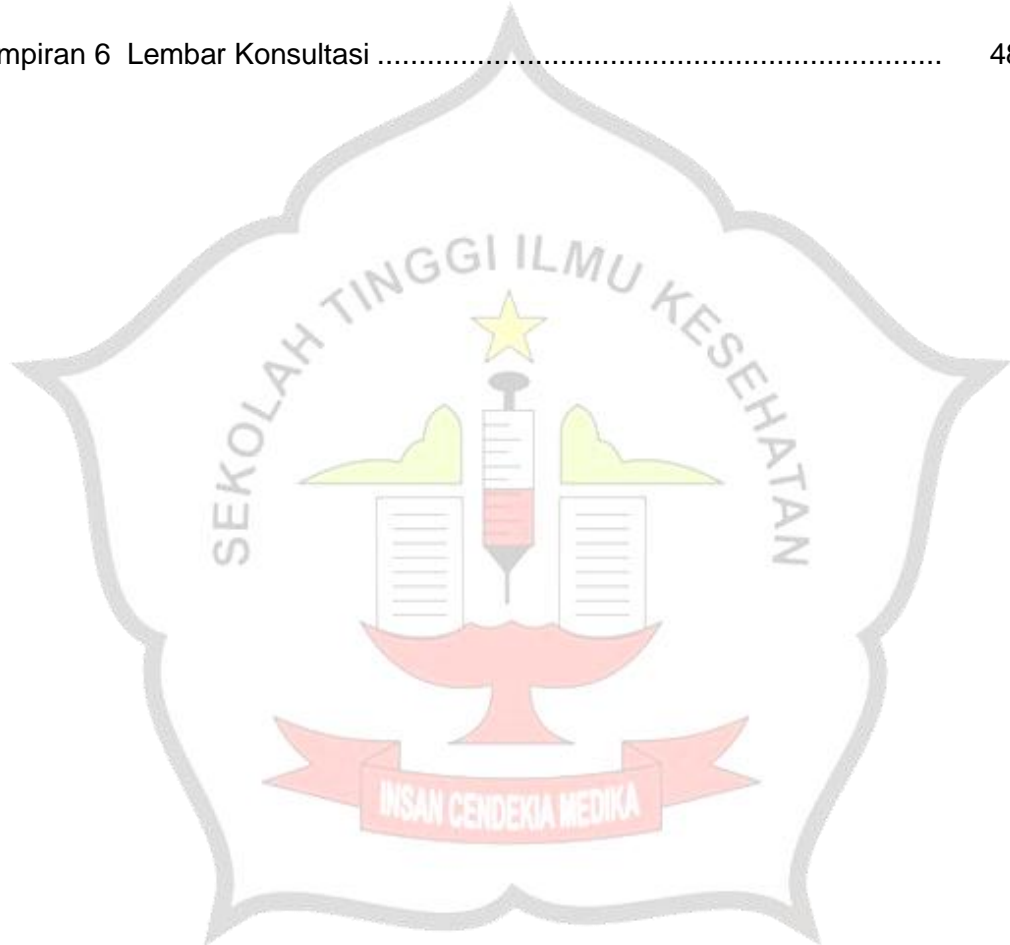 mpiran 6 Lembar Konsultasi ..................................................................... 48
SEKOLAH TINGGI ILMU KESEHATAN
INSAN CENDEKIA MEDIKA